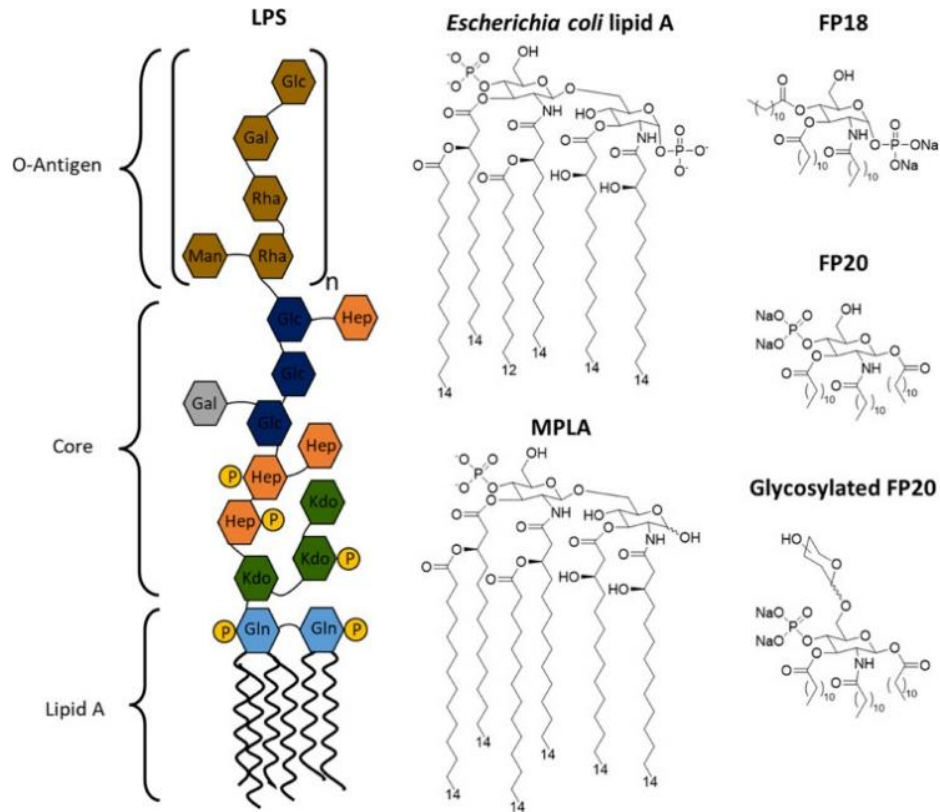 LPS
O-Antigen
Glc
Gal
Rha
Man Rha
n
Core
Glc Hep
Glc
Gal Glc
Hep
P Hep
Kdo
Hep P
Kdo P
Kdo
Lipid A
P Gln Gln P
Escherichia coli lipid A
OH
-O O
P
-O O O
O O
O NH HO O
O O O O
O O O NH O
O O P O-
O-
HO HO
14
14
12
14
14
14
MPLA
OH
-O O
P
-O O O
O O
O NH HO O
O O O O OH
O O O NH
O O
HO HO
14
14
14
14
14
14
FP18
O OH
10 O O
O O
O NH O O
O P ONa
10 10 ONa
FP20
NaO O OH
P
NaO O O
O O O
O NH O
O
10 10 10
Glycosylated FP20
HO
O
O
NaO O
P
NaO O O
O O O
O NH O
O
10 10 10